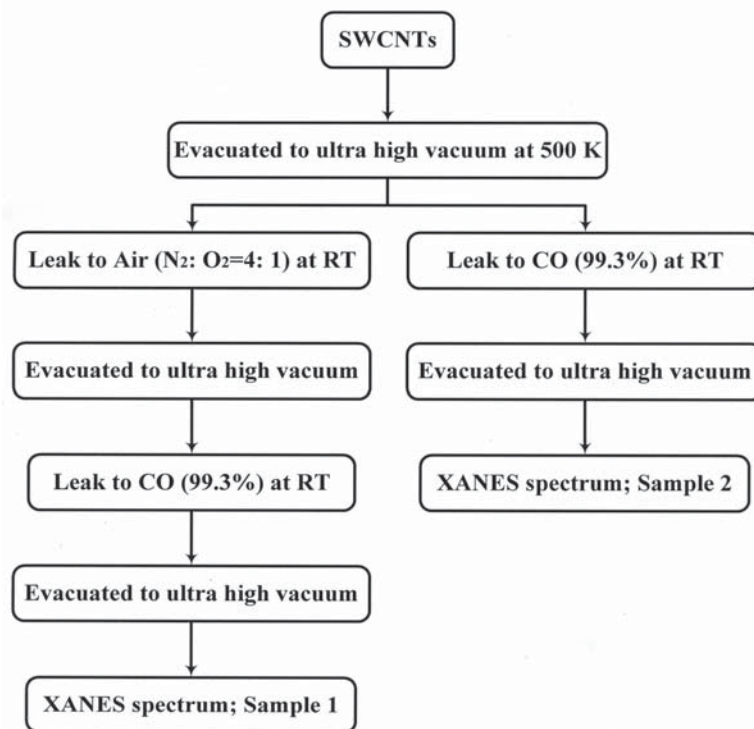 SWCNTs
Evacuated to ultra high vacuum at 500 K
Leak to Air (N₂: O₂=4: 1) at RT
Evacuated to ultra high vacuum
Leak to CO (99.3%) at RT
Evacuated to ultra high vacuum
XANES spectrum; Sample 1
Leak to CO (99.3%) at RT
Evacuated to ultra high vacuum
XANES spectrum; Sample 2